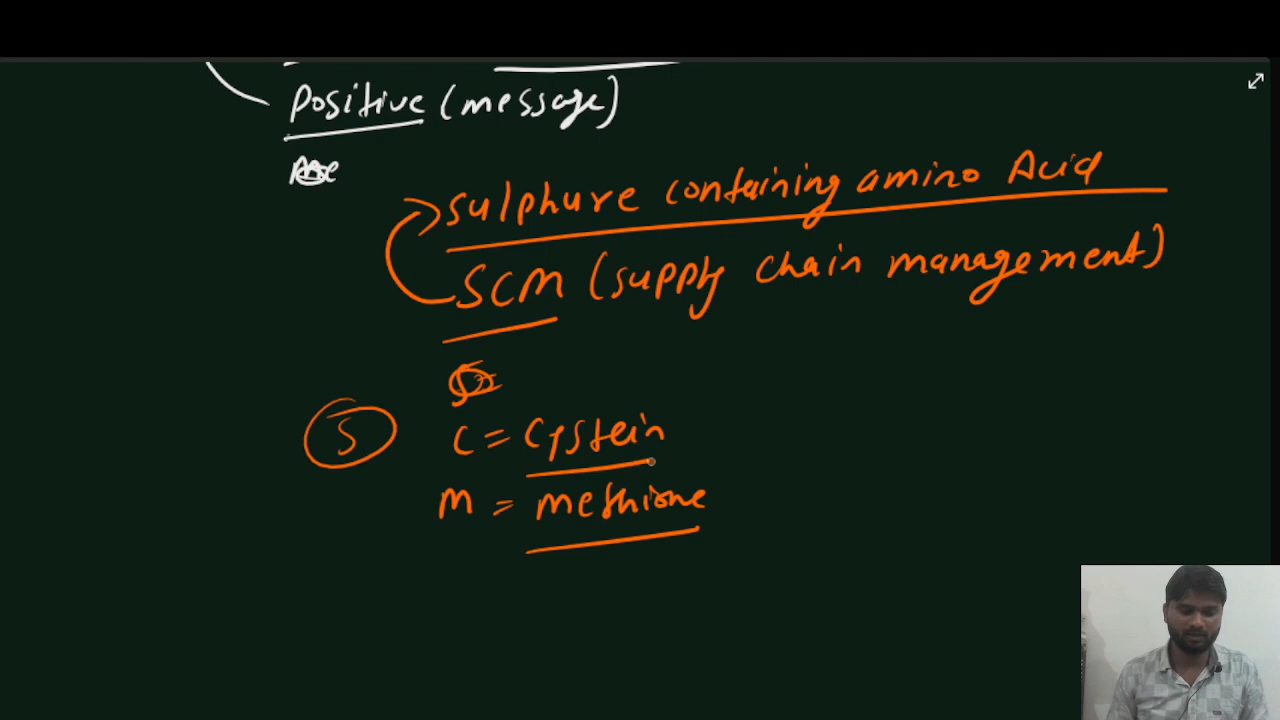 positive (message)
sulphure containing amino Acid
SCM (supply chain management)
S
C = Cystein
M = methione